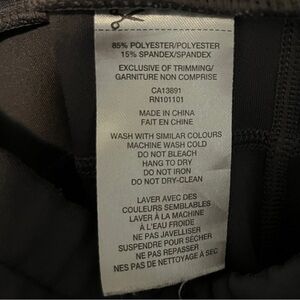 85% POLYESTER/POLYESTER
15% SPANDEX/SPANDEX
EXCLUSIVE OF TRIMMING/
GARNITURE NON COMPRISE
CA13891
RN101101
MADE IN CHINA
FAIT EN CHINE
WASH WITH SIMILAR COLOURS
MACHINE WASH COLD
DO NOT BLEACH
HANG TO DRY
DO NOT IRON
DO NOT DRY-CLEAN
LAVER AVEC DES
COULEURS SEMBLABLES
LAVER À LA MACHINE
À L'EAU FROIDE
NE PAS JAVELLISER
SUSPENDRE POUR SÉCHER
NE PAS REPASSER
NES PAS DE NETTOYAGE À SEC